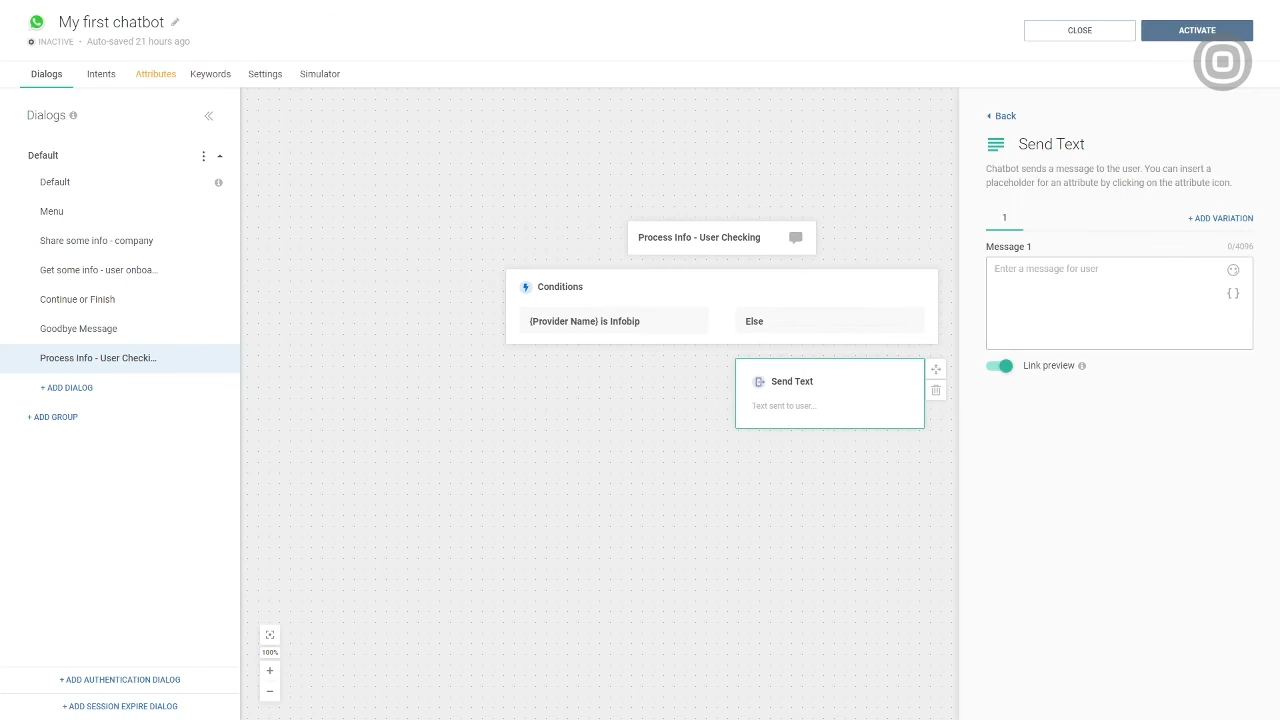 My first chatbot
INACTIVE • Auto-saved 21 hours ago
CLOSE
ACTIVATE
Dialogs
Intents
Attributes
Keywords
Settings
Simulator
Dialogs
Default
Default
Menu
Share some info - company
Get some info - user onboa...
Continue or Finish
Goodbye Message
Process Info - User Checki...
+ ADD DIALOG
+ ADD GROUP
+ ADD AUTHENTICATION DIALOG
+ ADD SESSION EXPIRE DIALOG
Process Info - User Checking
Conditions
{Provider Name} is Infobip
Else
Send Text
Text sent to user...
100%
+
−
Back
Send Text
Chatbot sends a message to the user. You can insert a
placeholder for an attribute by clicking on the attribute icon.
1
+ ADD VARIATION
Message 1
0/4096
Enter a message for user
{ }
Link preview